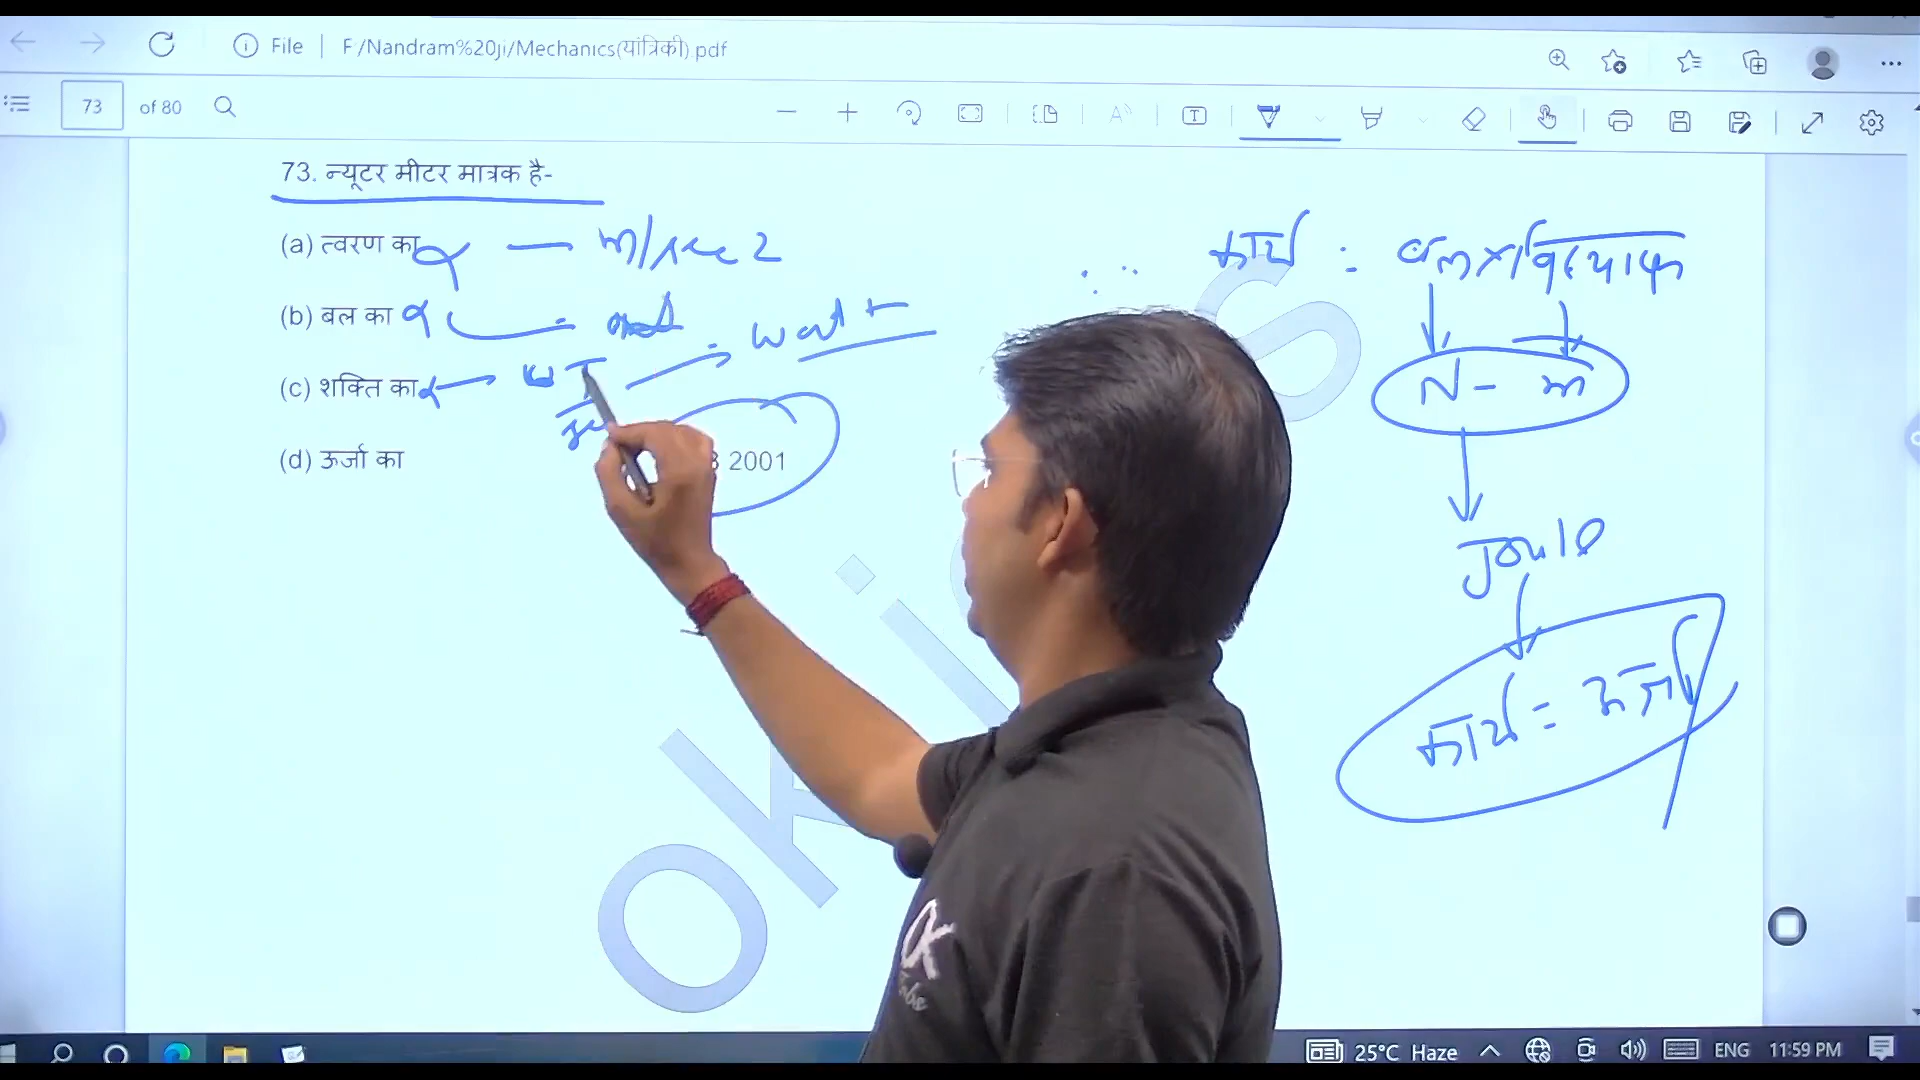 File | F:/Nandram%20ji/Mechanics(यांत्रिकी).pdf
73 of 80
73. न्यूटर मीटर मात्रक है-
(a) त्वरण का — m/sec 2
(b) बल का
watt
(c) शक्ति का
(d) ऊर्जा का
2001
कार्य = बल x विस्थापन
N - m
Joule
कार्य = ऊर्जा
OK
25°C Haze
ENG
11:59 PM